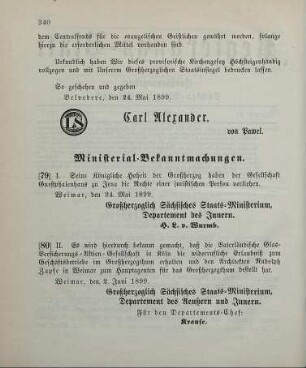 340
dem Centralfonds für die evangelischen Geistlichen gewährt werden, solange
hierzu die erforderlichen Mittel vorhanden sind.
Urkundlich haben Wir dieses provisorische Kirchengesetz Höchsteigenhändig
vollzogen und mit Unserem Großherzoglichen Staatsinsiegel bedrucken lassen.
So geschehen und gegeben
Belvedere, den 24. Mai 1899.
Carl Alexander.
von Pawel.
Ministerial-Bekanntmachungen.
[79] I. Seine Königliche Hoheit der Großherzog haben der Gesellschaft
zu Jena die Rechte einer juristischen Person verliehen.
Weimar, den 24. Mai 1899.
Großherzoglich Sächsisches Staats-Ministerium,
Departement des Innern.
H. L. v. Wurmb.
[80] II. Es wird hierdurch bekannt gemacht, daß die Vaterländische Glas-
Versicherungs-Aktien-Gesellschaft in Köln die widerrufliche Erlaubniß zum
Geschäftsbetriebe im Großherzogthum erhalten und den Architekten Rudolph
Zapfe in Weimar zum Hauptagenten für das Großherzogthum bestellt hat.
Weimar, den 2. Juni 1899.
Großherzoglich Sächsisches Staats-Ministerium,
Departement des Aeußern und Innern.
Für den Departements-Chef:
Krause.